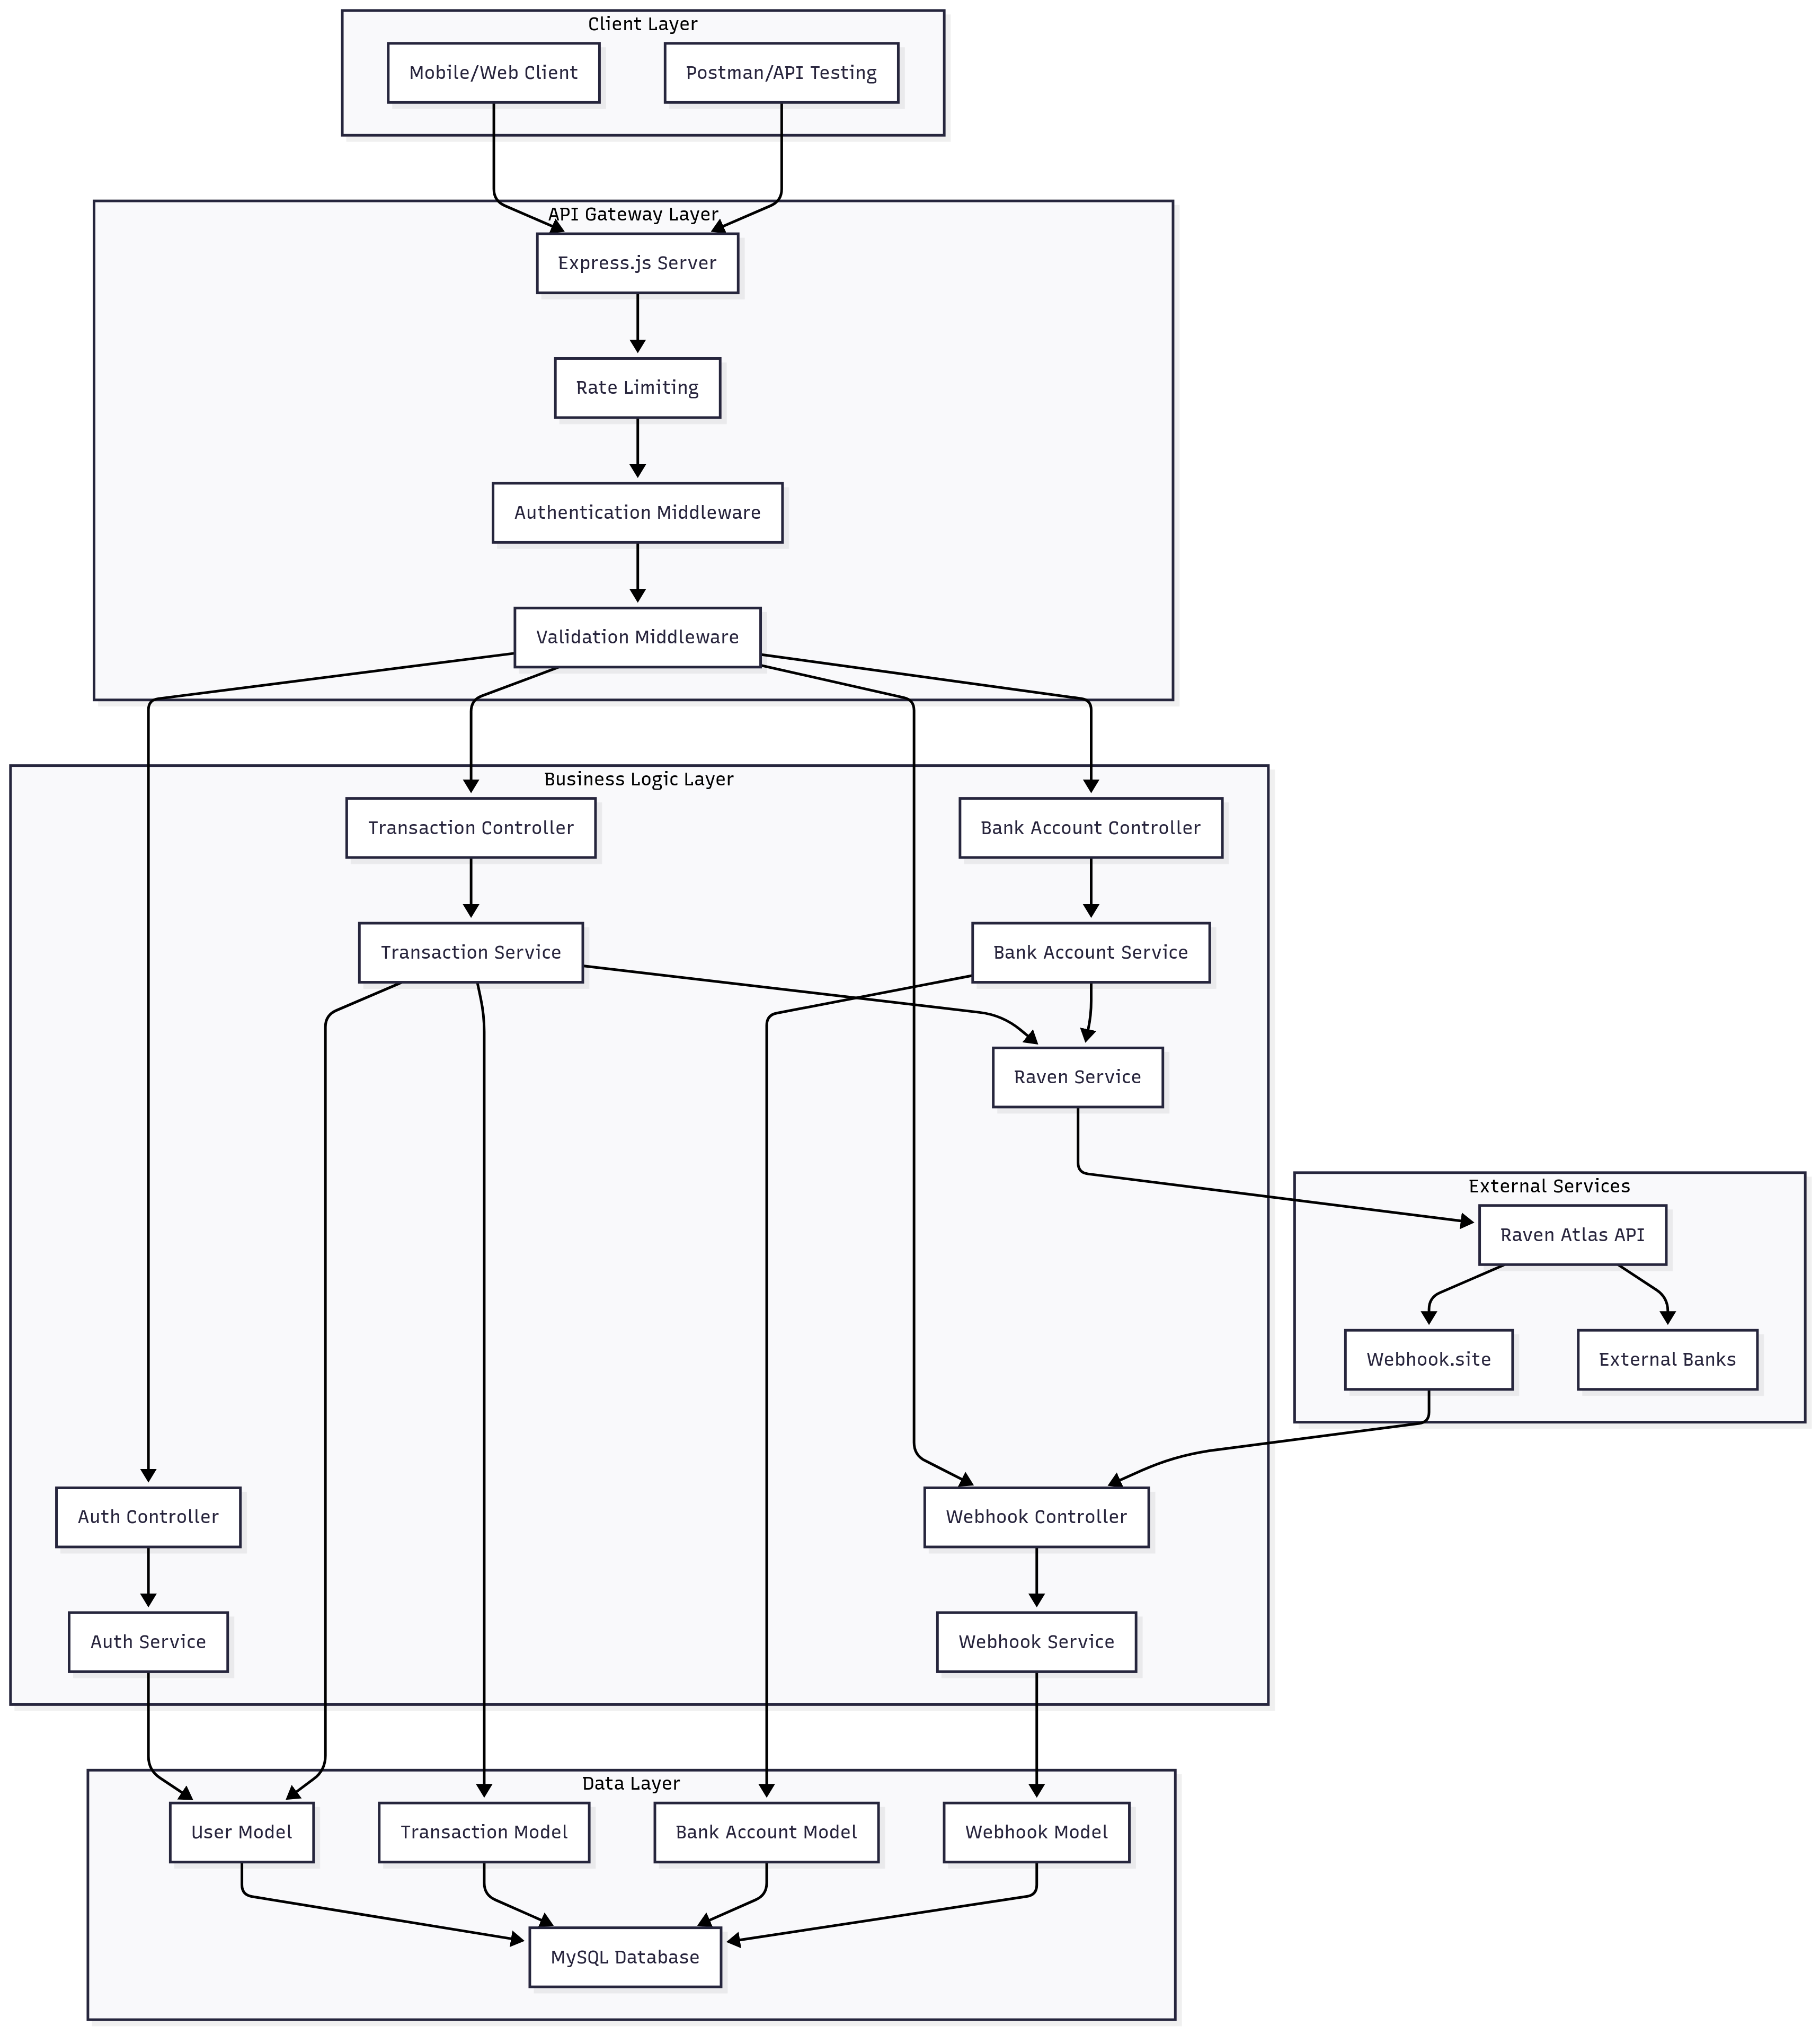 Client Layer
Mobile/Web Client
Postman/API Testing
API Gateway Layer
Express.js Server
Rate Limiting
Authentication Middleware
Validation Middleware
Business Logic Layer
Transaction Controller
Bank Account Controller
Transaction Service
Bank Account Service
Raven Service
External Services
Raven Atlas API
Webhook.site
External Banks
Auth Controller
Webhook Controller
Auth Service
Webhook Service
Data Layer
User Model
Transaction Model
Bank Account Model
Webhook Model
MySQL Database